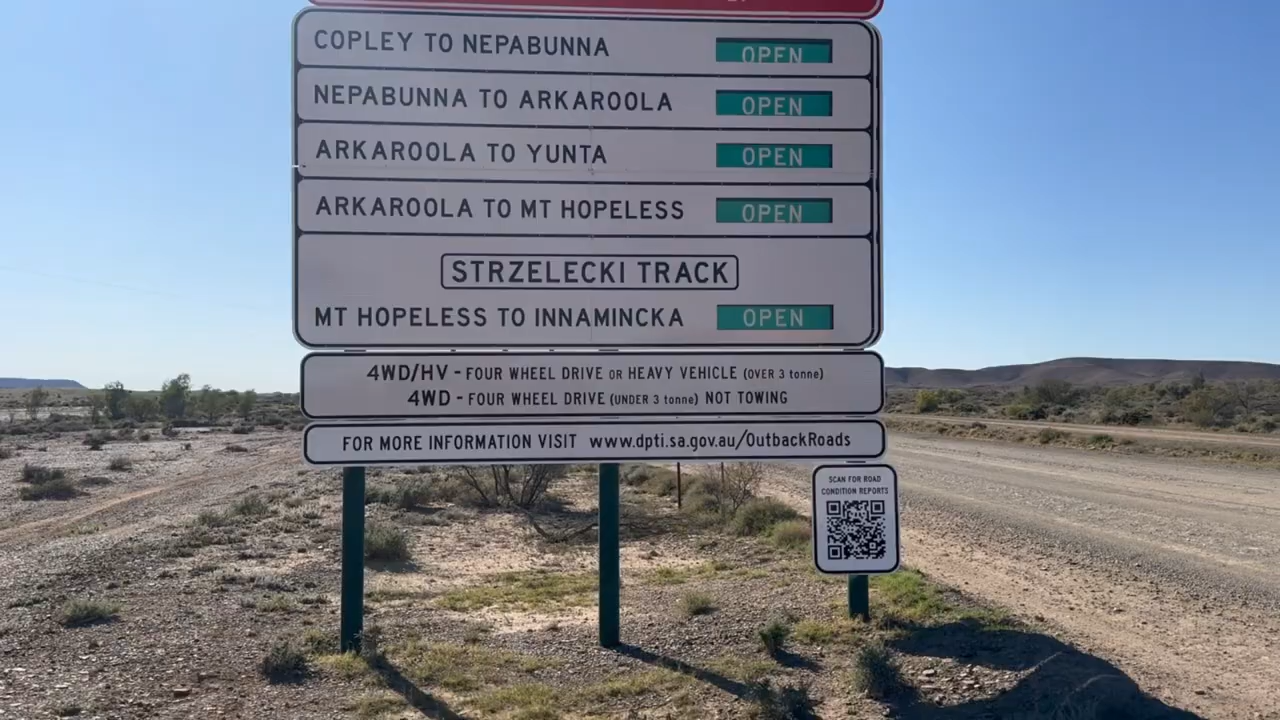 COPLEY TO NEPABUNNA OPEN
NEPABUNNA TO ARKAROOLA OPEN
ARKAROOLA TO YUNTA OPEN
ARKAROOLA TO MT HOPELESS OPEN
STRZELECKI TRACK
MT HOPELESS TO INNAMINCKA OPEN
4WD/HV - FOUR WHEEL DRIVE OR HEAVY VEHICLE (OVER 3 tonne)
4WD - FOUR WHEEL DRIVE (UNDER 3 tonne) NOT TOWING
FOR MORE INFORMATION VISIT www.dpti.sa.gov.au/OutbackRoads
SCAN FOR ROAD
CONDITION REPORTS